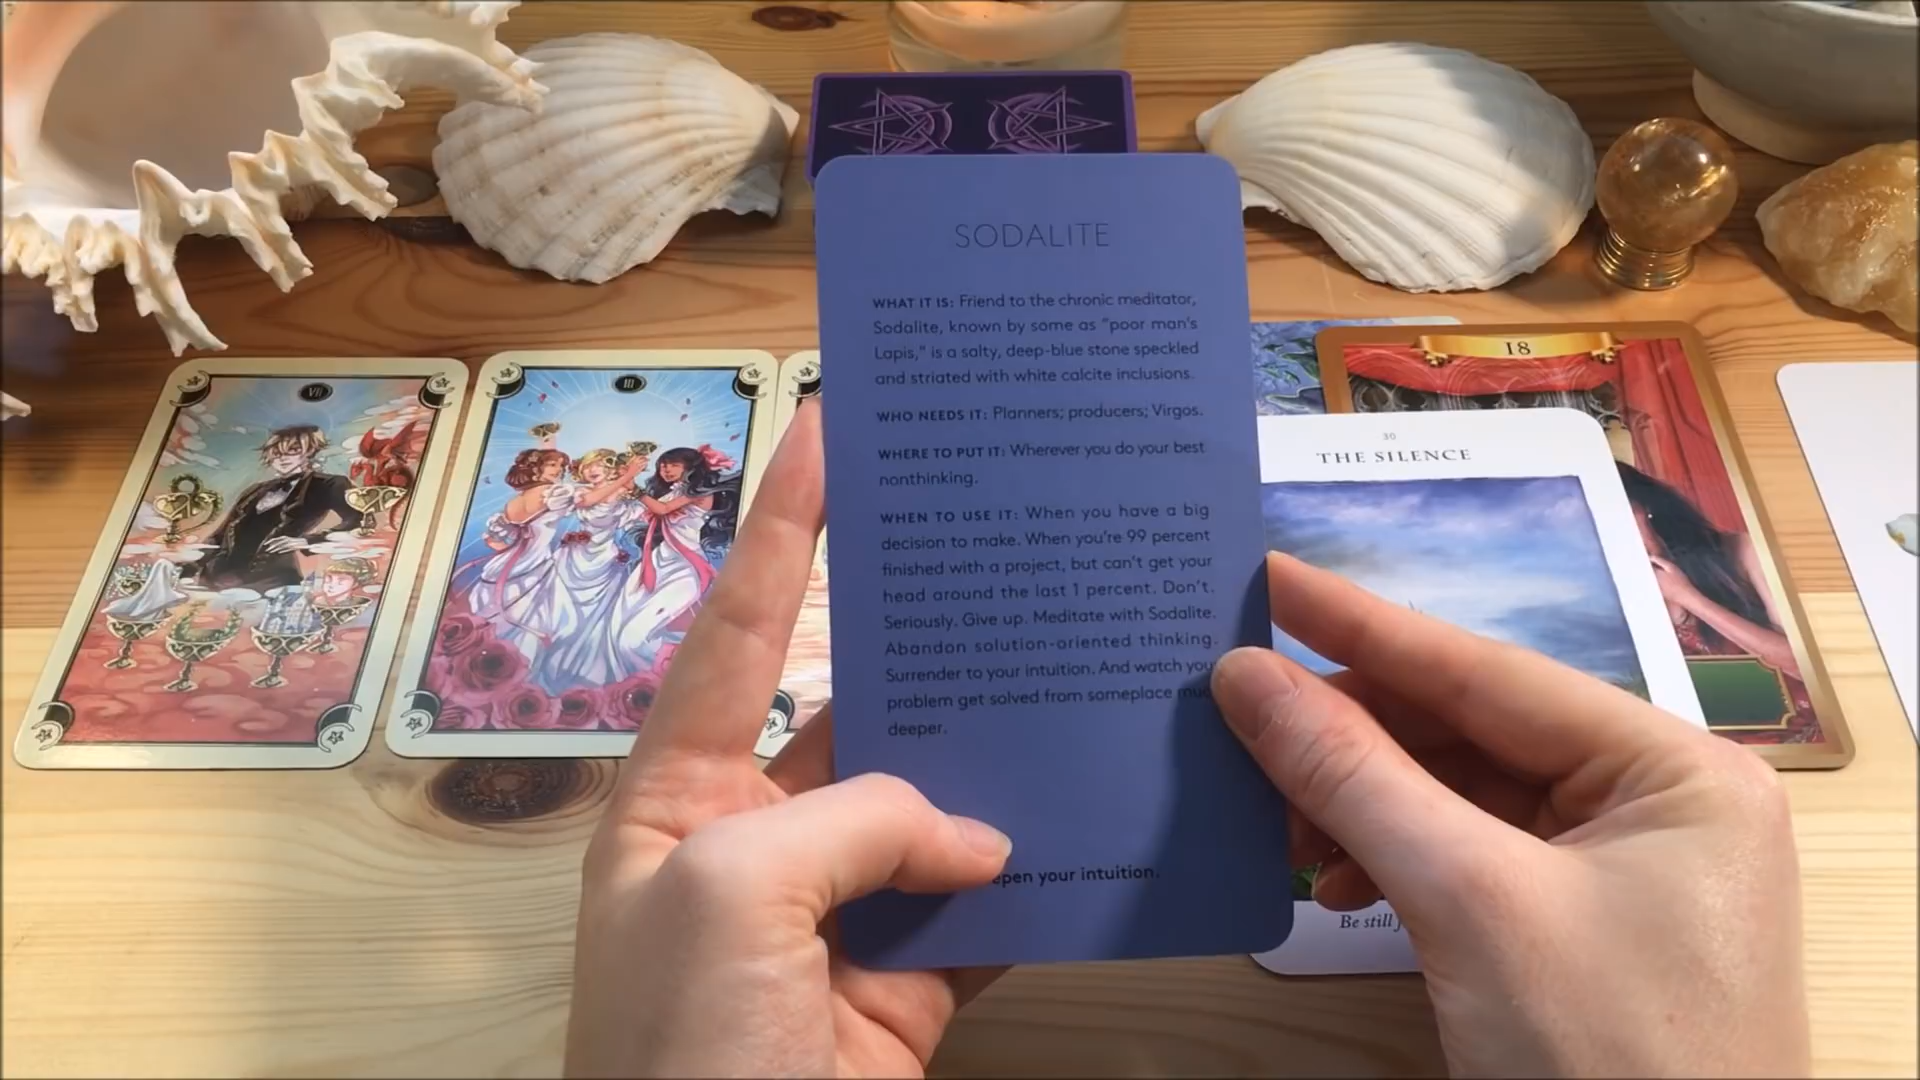 VII
III
18
30
THE SILENCE
Be still
SODALITE
WHAT IT IS: Friend to the chronic meditator,
Sodalite, known by some as "poor man's
Lapis," is a salty, deep-blue stone speckled
and striated with white calcite inclusions.
WHO NEEDS IT: Planners; producers; Virgos.
WHERE TO PUT IT: Wherever you do your best
nonthinking.
WHEN TO USE IT: When you have a big
decision to make. When you're 99 percent
finished with a project, but can't get your
head around the last 1 percent. Don't.
Seriously. Give up. Meditate with Sodalite.
Abandon solution-oriented thinking.
Surrender to your intuition. And watch you
problem get solved from someplace muc
deeper.
epen your intuition.